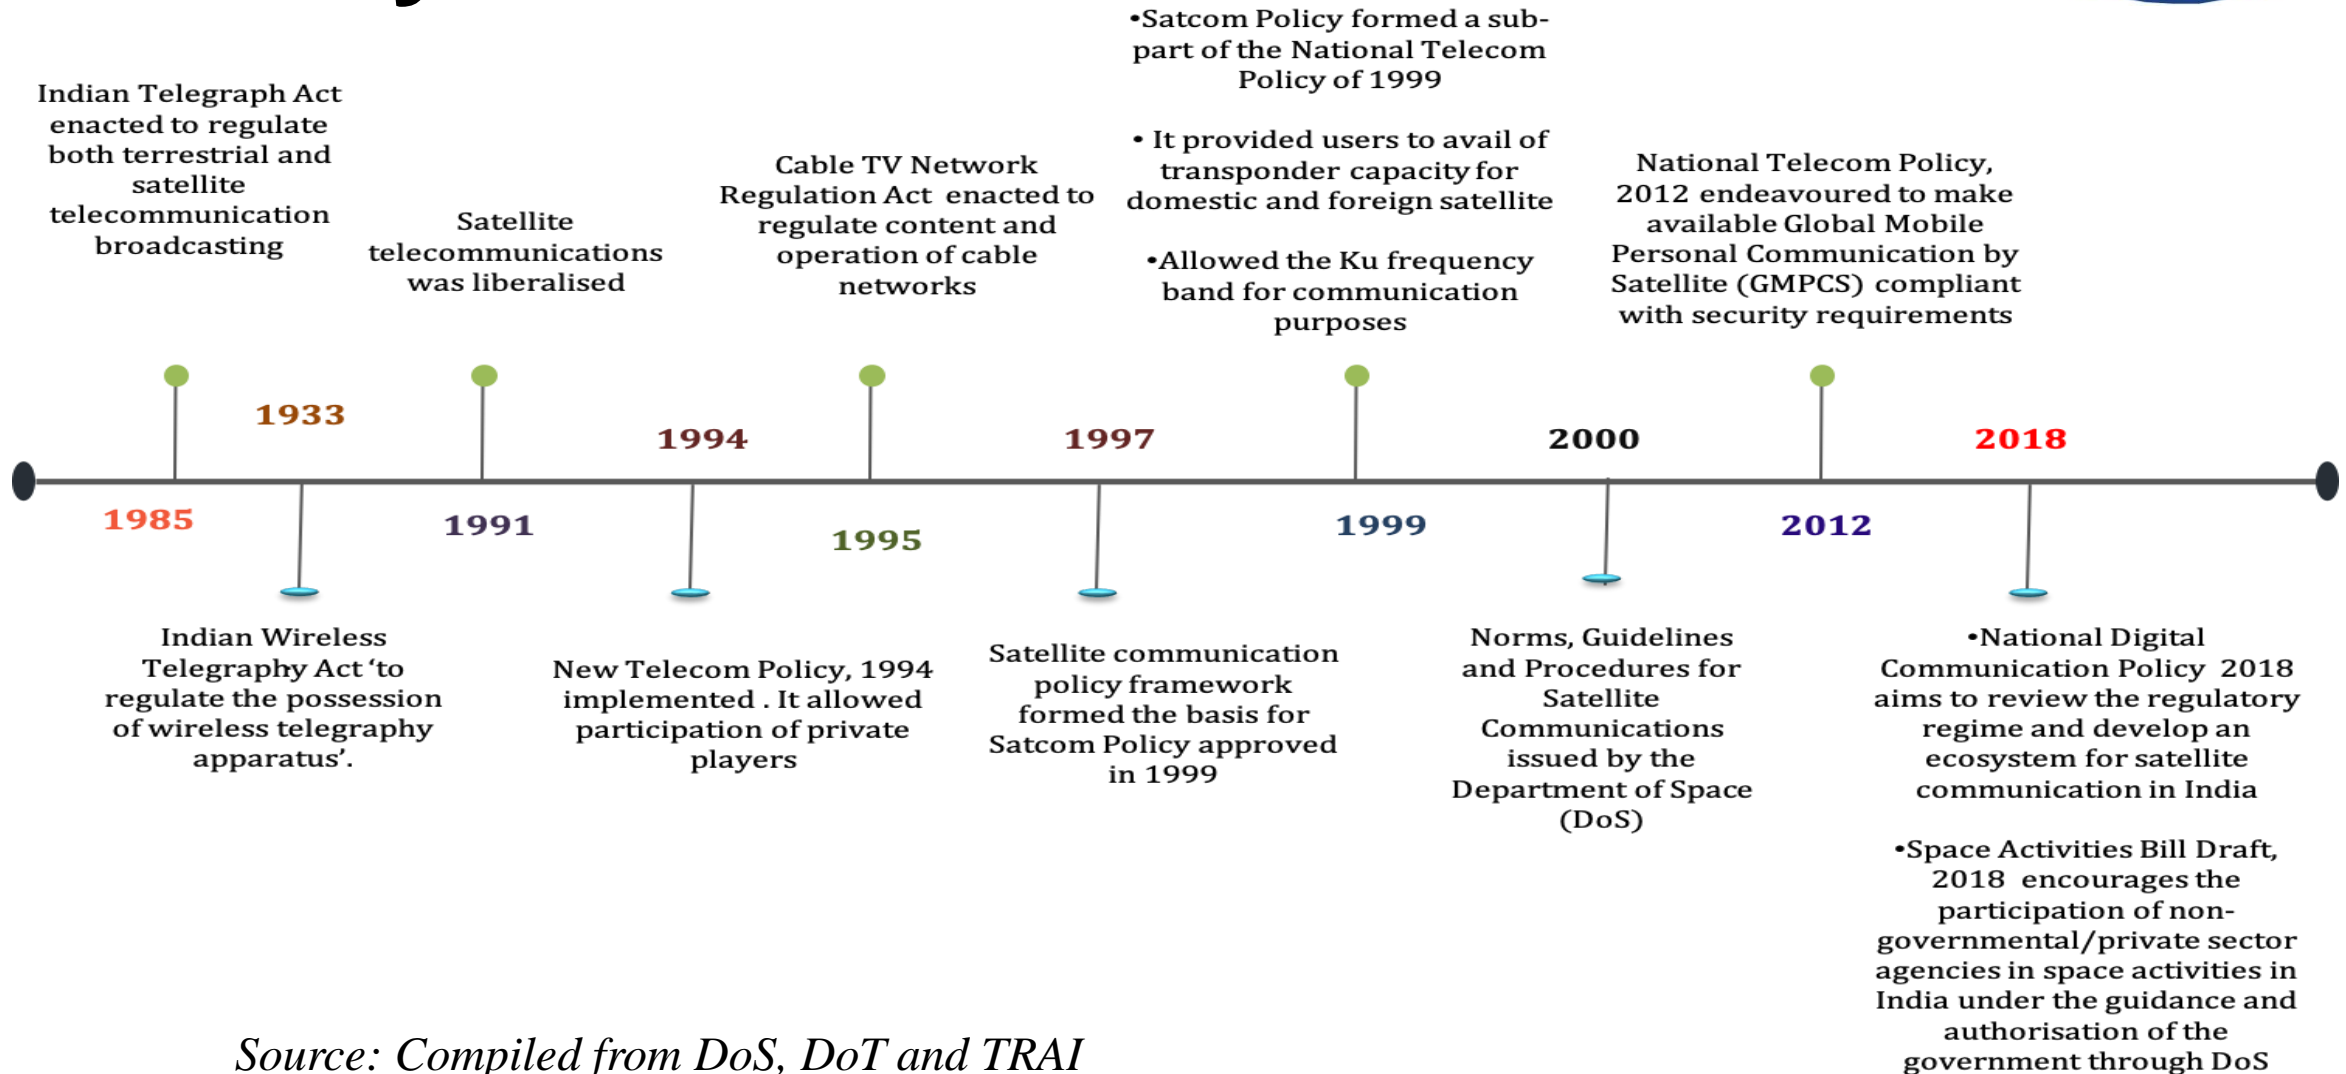 Indian Telegraph Act
enacted to regulate
both terrestrial and
satellite
telecommunication
broadcasting
1985
1933
Indian Wireless
Telegraphy Act ‘to
regulate the possession
of wireless telegraphy
apparatus’.
Satellite
telecommunications
was liberalised
1991
1994
New Telecom Policy, 1994
implemented . It allowed
participation of private
players
Cable TV Network
Regulation Act enacted to
regulate content and
operation of cable
networks
1995
1997
Satellite communication
policy framework
formed the basis for
Satcom Policy approved
in 1999
•Satcom Policy formed a sub-
part of the National Telecom
Policy of 1999
• It provided users to avail of
transponder capacity for
domestic and foreign satellite
•Allowed the Ku frequency
band for communication
purposes
1999
2000
Norms, Guidelines
and Procedures for
Satellite
Communications
issued by the
Department of Space
(DoS)
National Telecom Policy,
2012 endeavoured to make
available Global Mobile
Personal Communication by
Satellite (GMPCS) compliant
with security requirements
2012
2018
•National Digital
Communication Policy 2018
aims to review the regulatory
regime and develop an
ecosystem for satellite
communication in India
•Space Activities Bill Draft,
2018 encourages the
participation of non-
governmental/private sector
agencies in space activities in
India under the guidance and
authorisation of the
government through DoS
Source: Compiled from DoS, DoT and TRAI